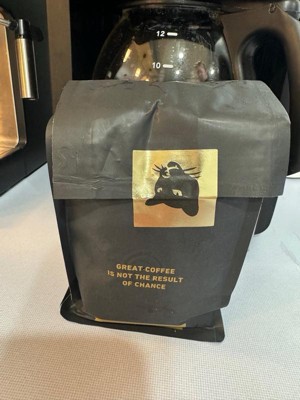 12
10
GREAT COFFEE
IS NOT THE RESULT
OF CHANCE